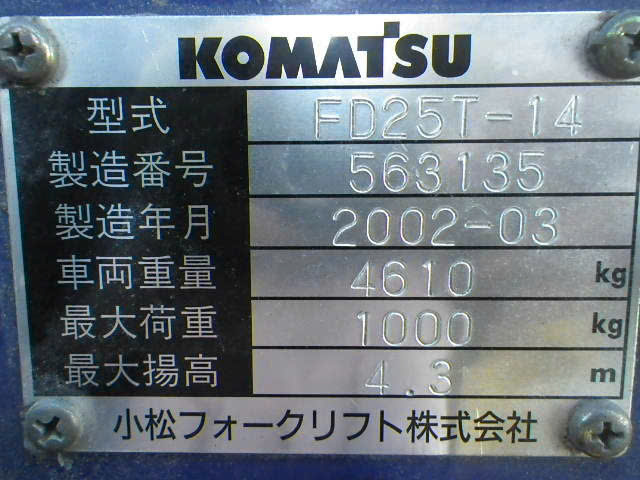 KOMATSU
型式 FD25T-14
製造番号 563135
製造年月 2002-03
車両重量 4610 kg
最大荷重 1000 kg
最大揚高 4.3 m
小松フォークリフト株式会社